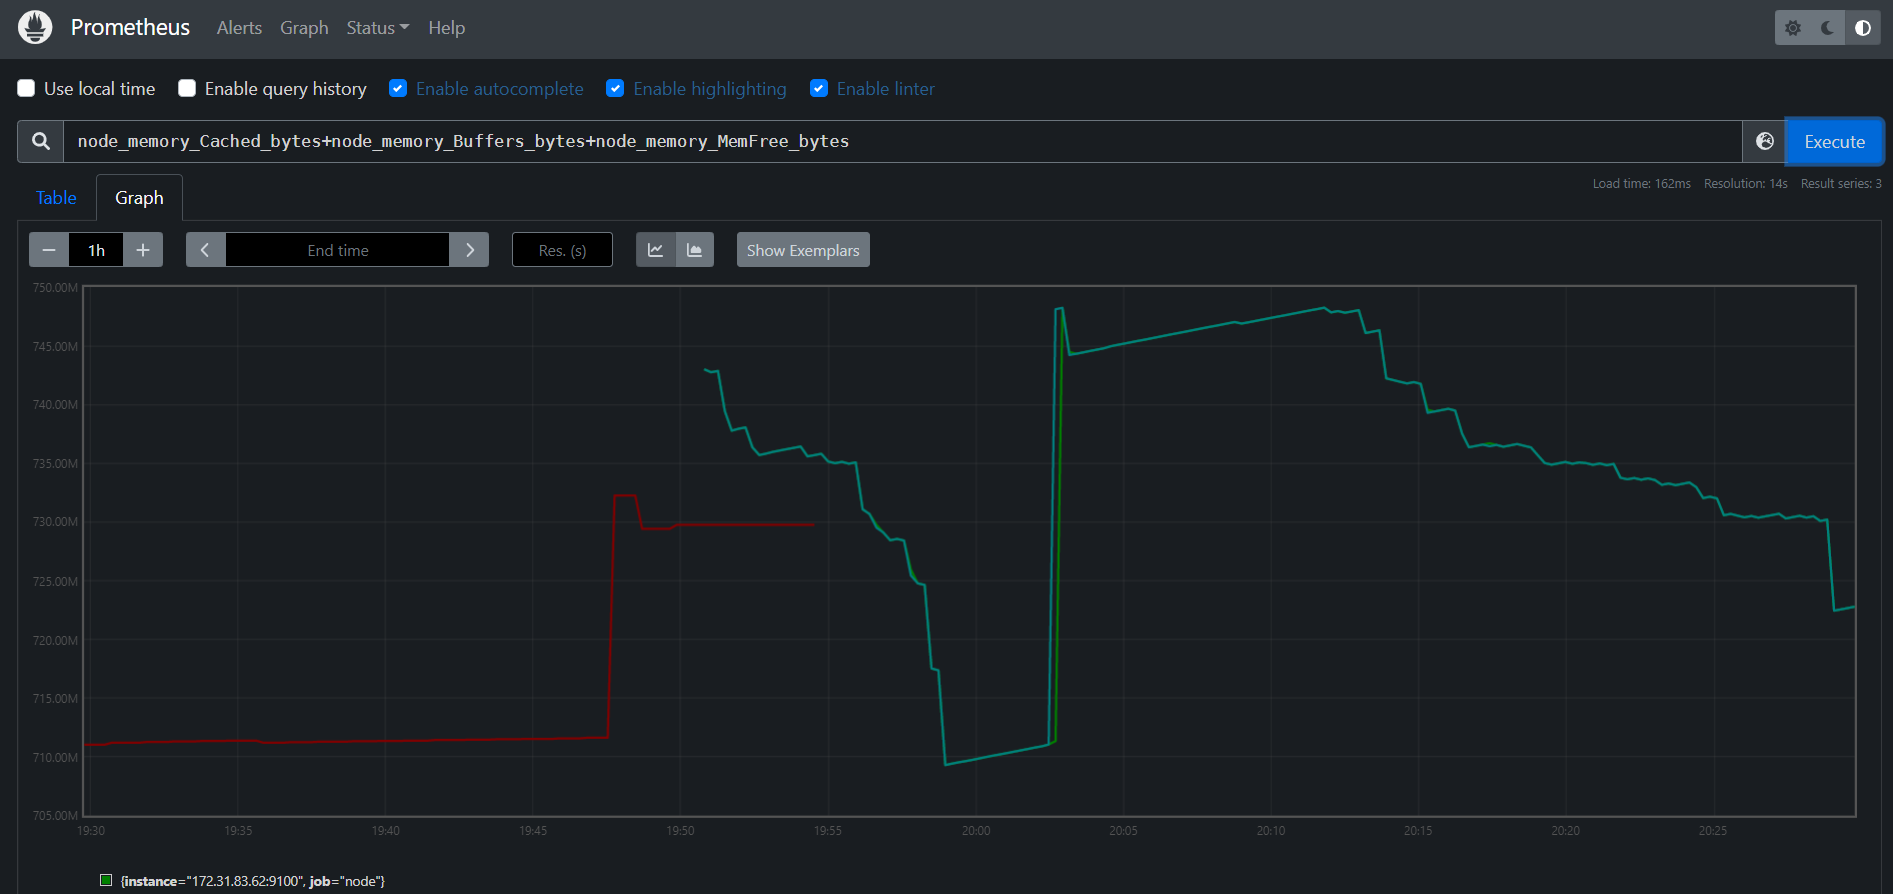 Prometheus Alerts Graph Status Help
Use local time Enable query history Enable autocomplete Enable highlighting Enable linter
node_memory_Cached_bytes+node_memory_Buffers_bytes+node_memory_MemFree_bytes Execute
Load time: 162ms Resolution: 14s Result series: 3
Table Graph
1h End time Res. (s) Show Exemplars
750.00M
745.00M
740.00M
735.00M
730.00M
725.00M
720.00M
715.00M
710.00M
705.00M
19:30 19:35 19:40 19:45 19:50 19:55 20:00 20:05 20:10 20:15 20:20 20:25
{instance="172.31.83.62:9100", job="node"}